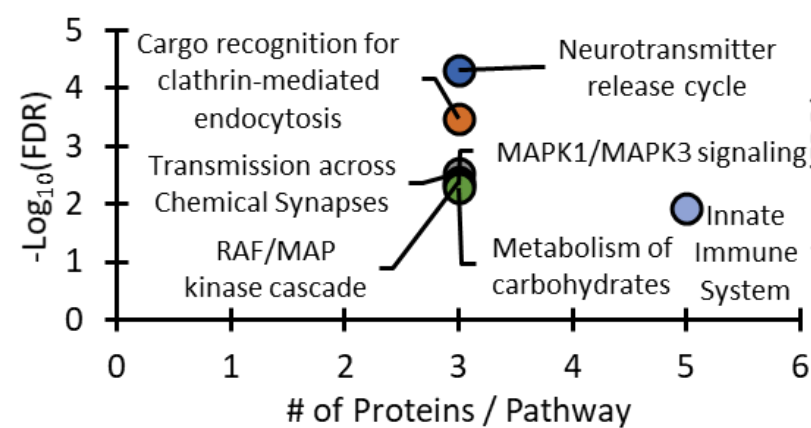 5
4
3
2
1
0
-Log10(FDR)
Cargo recognition for
clathrin-mediated
endocytosis
Neurotransmitter
release cycle
MAPK1/MAPK3 signaling
Transmission across
Chemical Synapses
RAF/MAP
kinase cascade
Metabolism of
carbohydrates
Innate
Immune
System
0 1 2 3 4 5 6
# of Proteins / Pathway